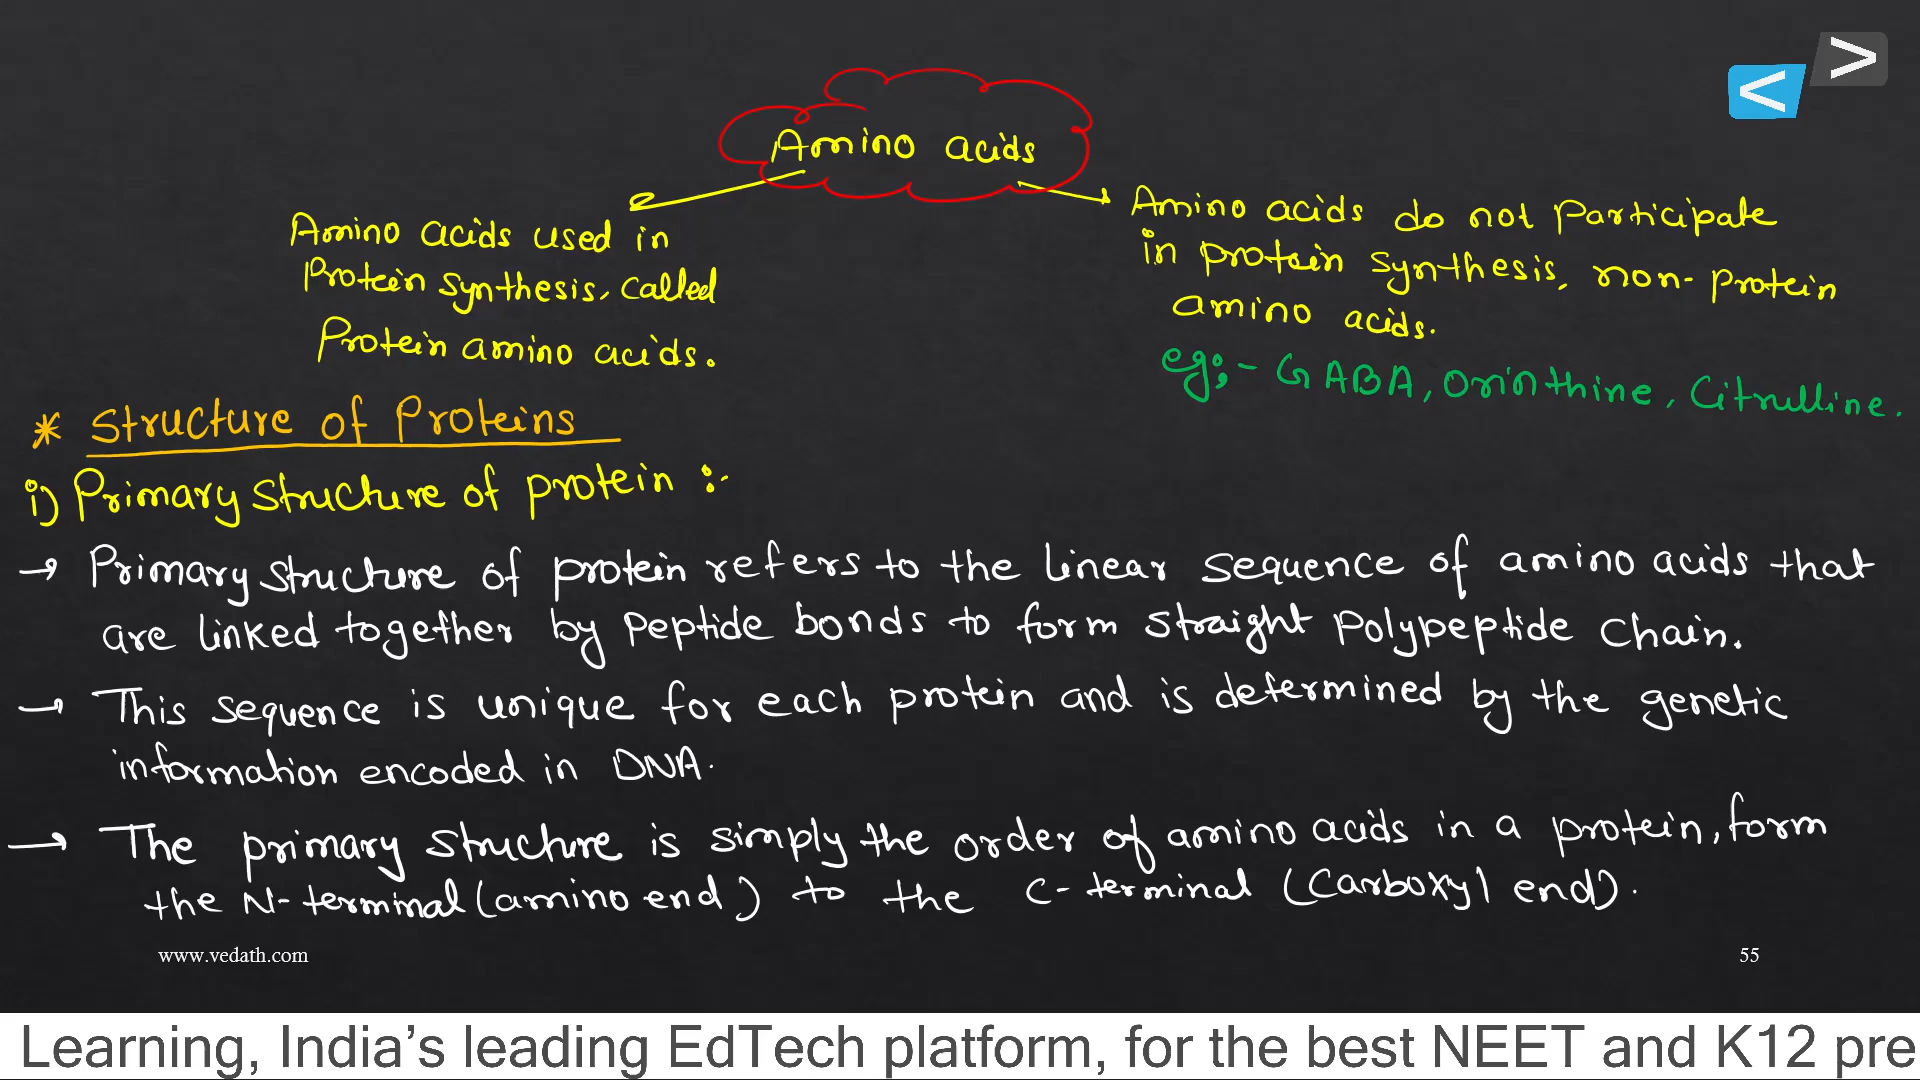 Amino acids
Amino acids used in
Protein synthesis, called
Protein amino acids.
Amino acids do not participate
in protein synthesis, non-protein
amino acids.
eg:- GABA, Orinthine, Citrulline.
* Structure of Proteins
i) Primary structure of protein :-
→ Primary structure of protein refers to the linear sequence of amino acids that
are linked together by peptide bonds to form straight polypeptide chain.
→ This sequence is unique for each protein and is determined by the genetic
information encoded in DNA.
→ The primary structure is simply the order of amino acids in a protein, form
the N-terminal (amino end) to the C-terminal (Carboxyl end).
www.vedath.com
55
Learning, India's leading EdTech platform, for the best NEET and K12 pre